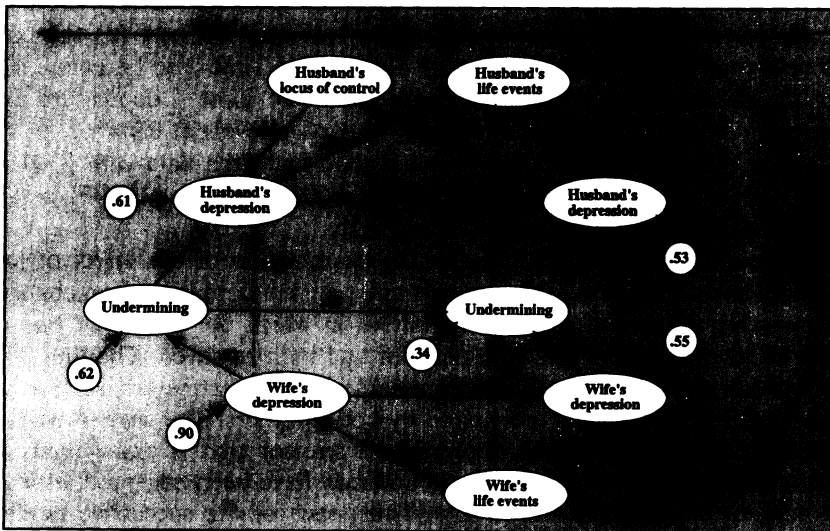 Husband's
locus of control
Husband's
life events
.61
Husband's
depression
Husband's
depression
.53
Undermining
Undermining
.34
.55
.62
Wife's
depression
Wife's
depression
.90
Wife's
life events